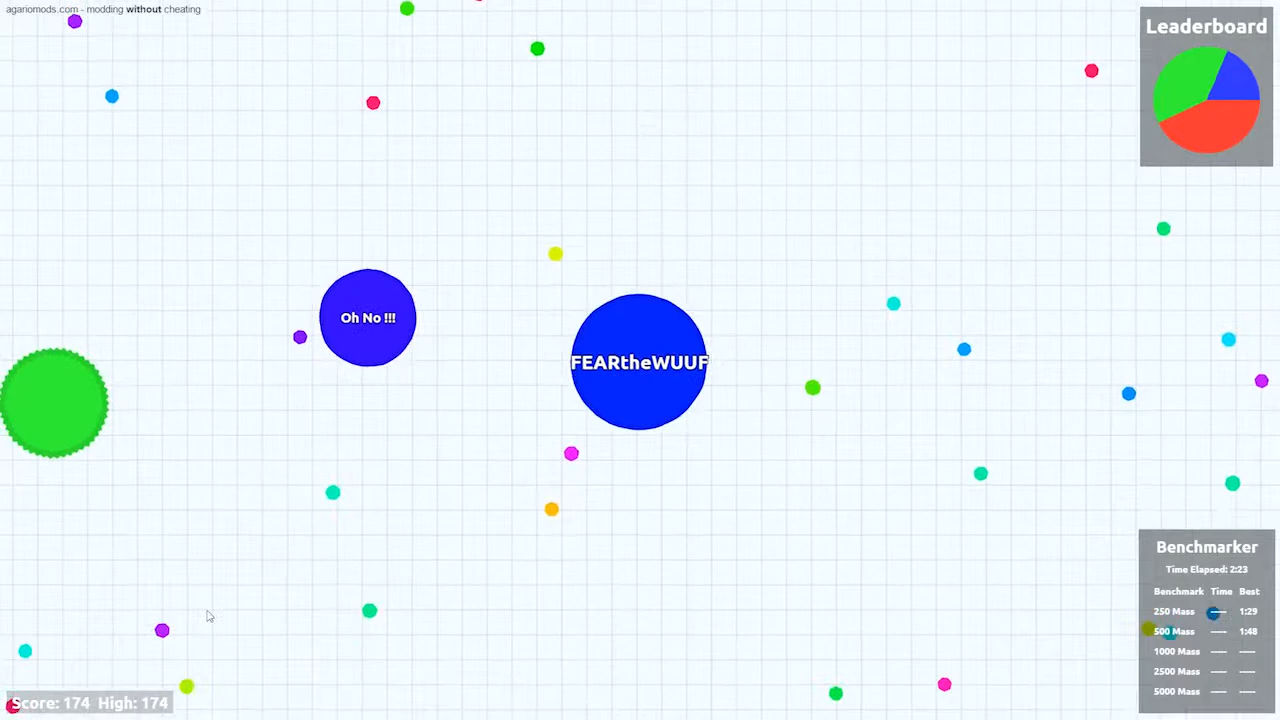 agariomods.com - modding without cheating
Leaderboard
Oh No !!!
FEARtheWUUF
Benchmarker
Time Elapsed: 2:23
Benchmark Time Best
250 Mass ---- 1:29
500 Mass ---- 1:48
1000 Mass ---- ----
2500 Mass ---- ----
5000 Mass ---- ----
Score: 174 High: 174